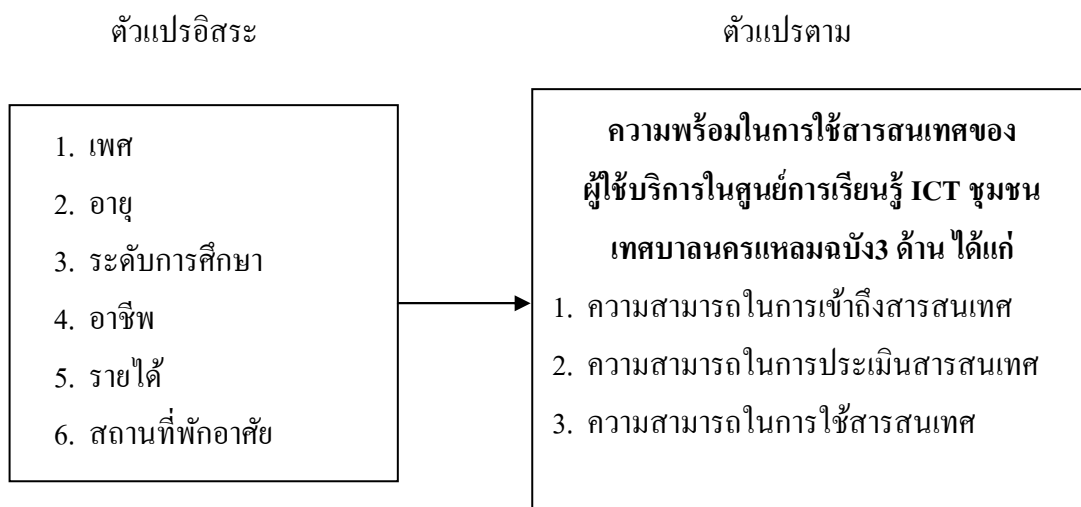 ตัวแปรอิสระ
ตัวแปรตาม
1. เพศ
2. อายุ
3. ระดับการศึกษา
4. อาชีพ
5. รายได้
6. สถานที่พักอาศัย
ความพร้อมในการใช้สารสนเทศของ
ผู้ใช้บริการในศูนย์การเรียนรู้ ICT ชุมชน
เทศบาลนครแหลมฉบัง3 ด้าน ได้แก่
1. ความสามารถในการเข้าถึงสารสนเทศ
2. ความสามารถในการประเมินสารสนเทศ
3. ความสามารถในการใช้สารสนเทศ